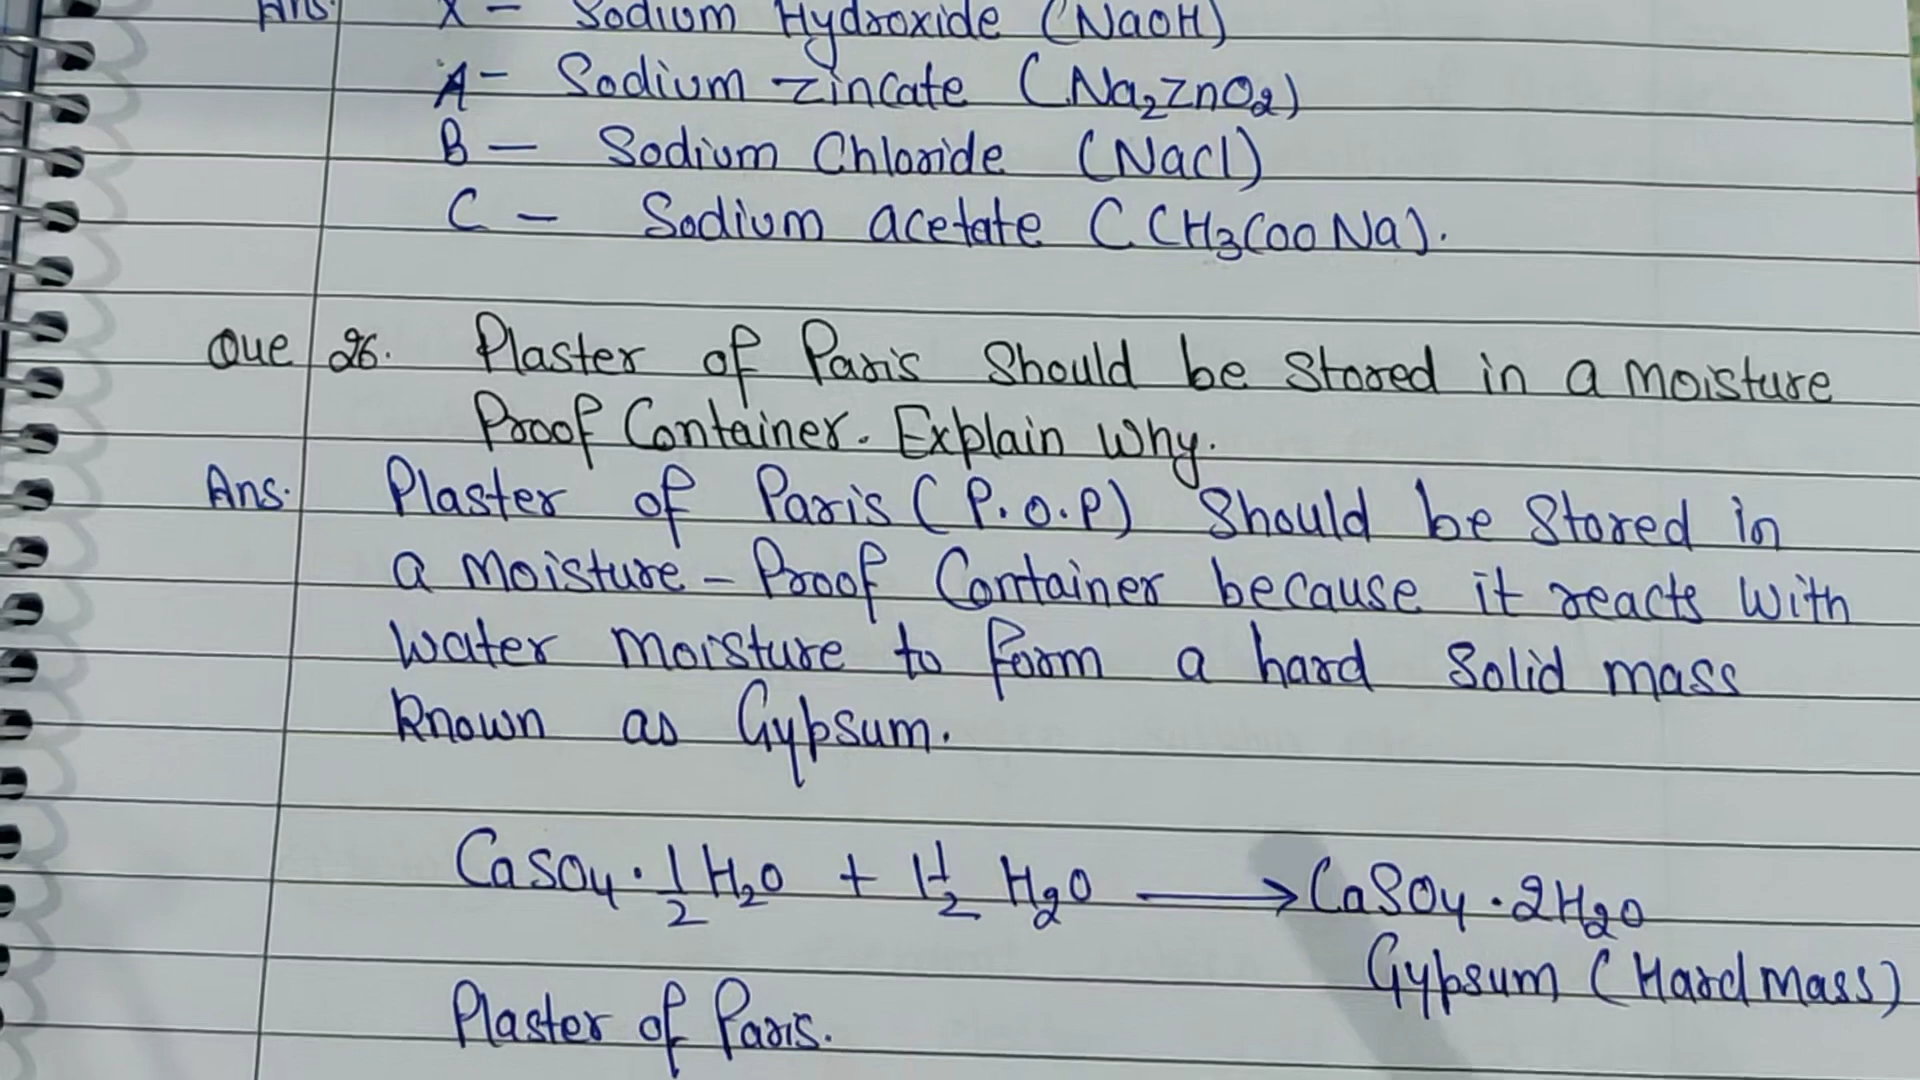 Ans. X - Sodium Hydroxide (NaOH)
A - Sodium zincate (Na₂ZnO₂)
B - Sodium Chloride (NaCl)
C - Sodium acetate (CH₃COONa).
Que 26. Plaster of Paris should be stored in a moisture
Proof Container. Explain why.
Ans. Plaster of Paris (P.O.P) should be stored in
a moisture-Proof Container because it reacts with
water moisture to form a hard solid mass
known as Gypsum.
CaSO₄·1/2 H₂O + 1 1/2 H₂O ⟶ CaSO₄·2H₂O
Gypsum (Hard mass)
Plaster of Paris.